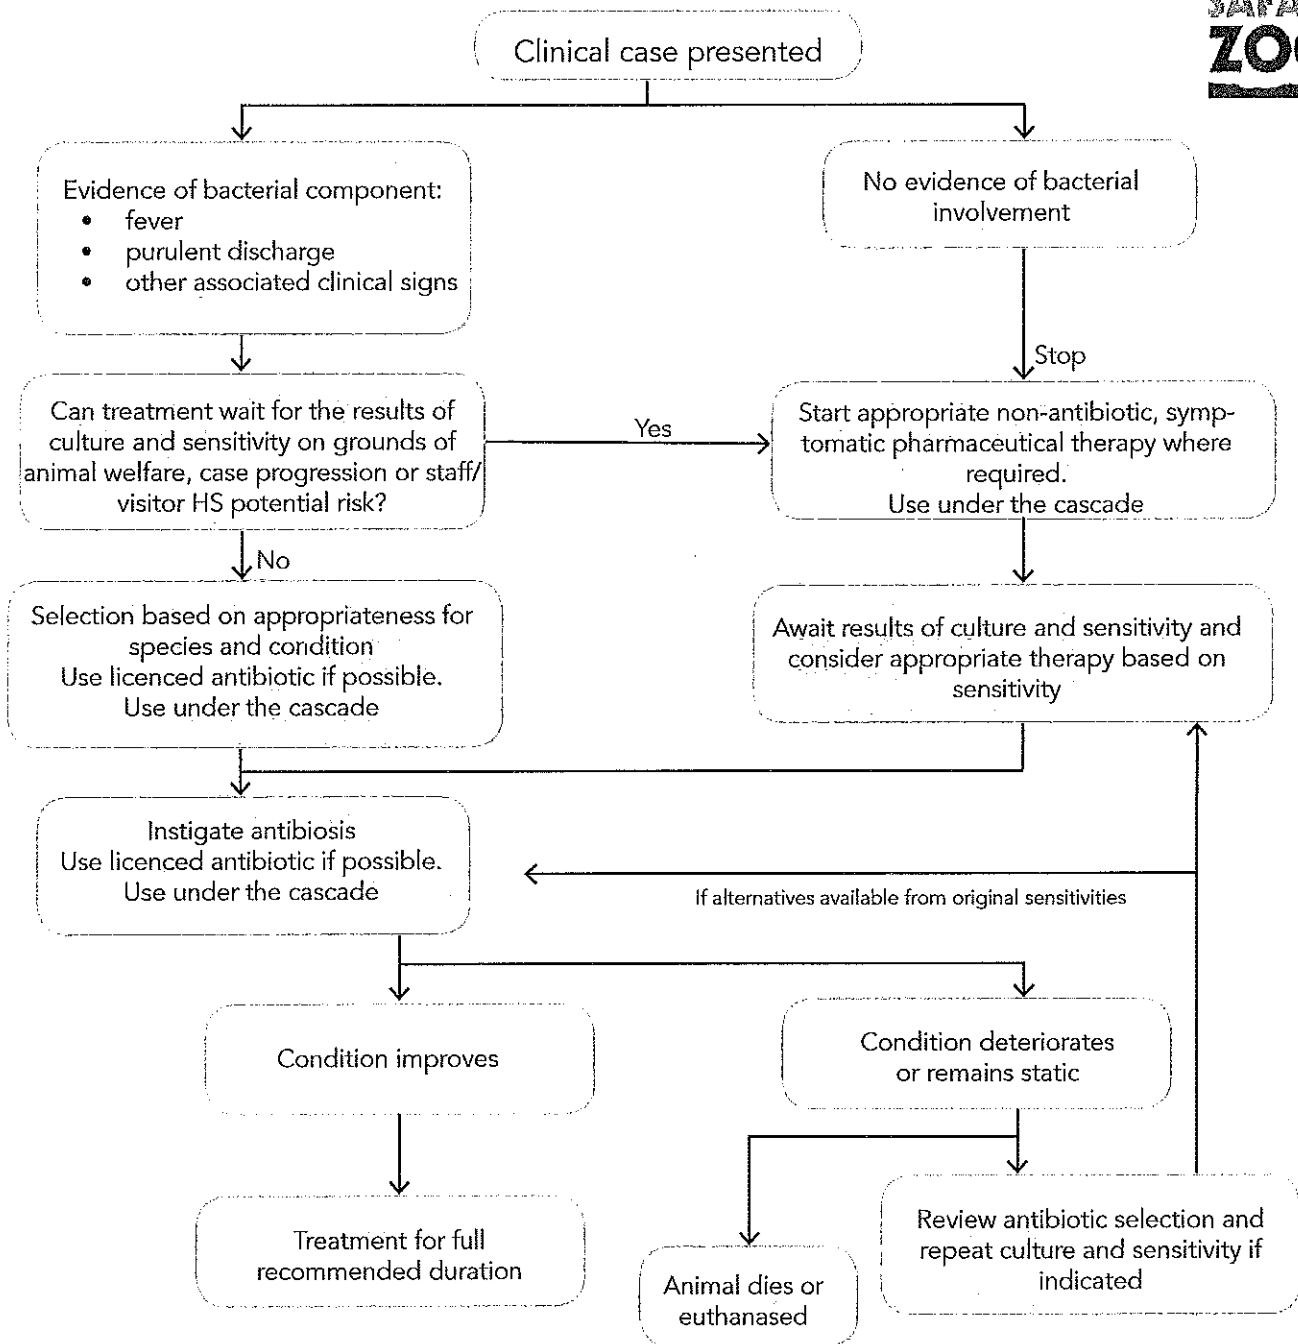 ZOO
Clinical case presented
Evidence of bacterial component:
• fever
• purulent discharge
• other associated clinical signs
No evidence of bacterial
involvement
Stop
Can treatment wait for the results of
culture and sensitivity on grounds of
animal welfare, case progression or staff/
visitor HS potential risk?
Yes
Start appropriate non-antibiotic, symp-
tomatic pharmaceutical therapy where
required.
Use under the cascade
No
Selection based on appropriateness for
species and condition
Use licenced antibiotic if possible.
Use under the cascade
Await results of culture and sensitivity and
consider appropriate therapy based on
sensitivity
Instigate antibiosis
Use licenced antibiotic if possible.
Use under the cascade
If alternatives available from original sensitivities
Condition improves
Condition deteriorates
or remains static
Treatment for full
recommended duration
Animal dies or
euthanased
Review antibiotic selection and
repeat culture and sensitivity if
indicated